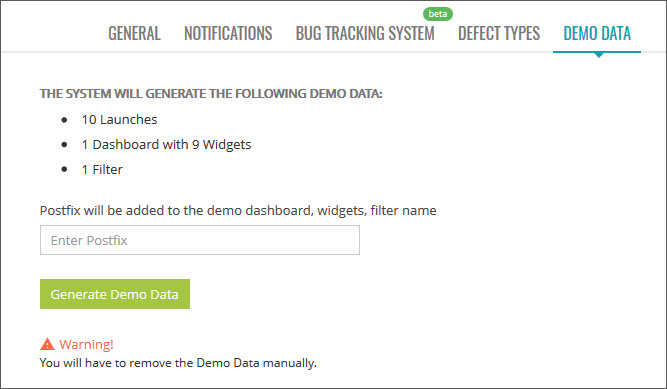 beta
GENERAL NOTIFICATIONS BUG TRACKING SYSTEM DEFECT TYPES DEMO DATA
THE SYSTEM WILL GENERATE THE FOLLOWING DEMO DATA:
• 10 Launches
• 1 Dashboard with 9 Widgets
• 1 Filter
Postfix will be added to the demo dashboard, widgets, filter name
Enter Postfix
Generate Demo Data
Warning!
You will have to remove the Demo Data manually.